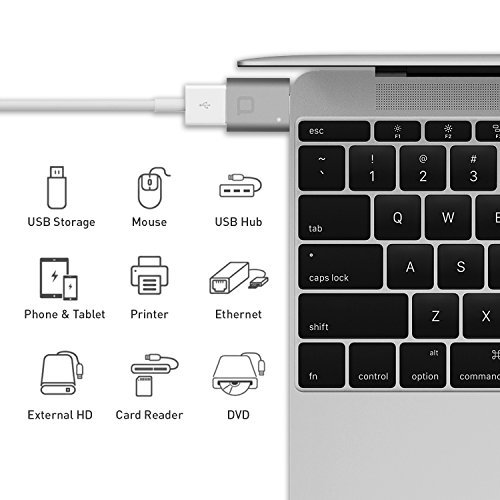 esc
F1
F2
~
`
!
1
@
2
#
3
tab
Q
W
E
caps lock
A
S
shift
Z
X
fn
control
alt
option
⌘
command
USB Storage
Mouse
USB Hub
Phone & Tablet
Printer
Ethernet
External HD
Card Reader
DVD